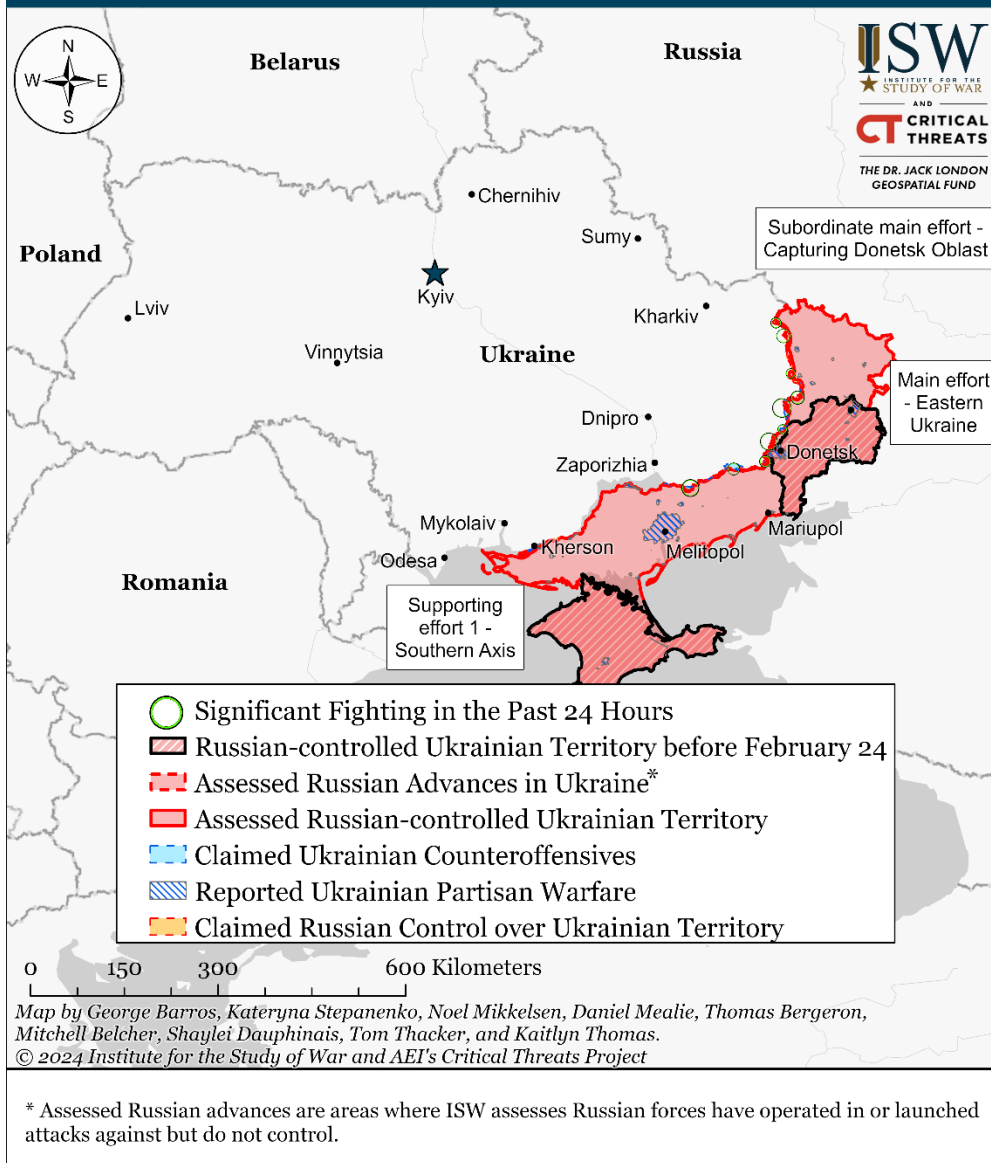 N
W
E
S
Belarus
Russia
ISW
INSTITUTE FOR THE
STUDY OF WAR
AND
CT CRITICAL
THREATS
THE DR. JACK LONDON
GEOSPATIAL FUND
Chernihiv
Sumy
Subordinate main effort -
Capturing Donetsk Oblast
Poland
Kyiv
Lviv
Kharkiv
Vinnytsia
Ukraine
Main effort
- Eastern
Ukraine
Dnipro
Donetsk
Zaporizhia
Mykolaiv
Mariupol
Kherson
Melitopol
Odesa
Romania
Supporting
effort 1 -
Southern Axis
Significant Fighting in the Past 24 Hours
Russian-controlled Ukrainian Territory before February 24
Assessed Russian Advances in Ukraine*
Assessed Russian-controlled Ukrainian Territory
Claimed Ukrainian Counteroffensives
Reported Ukrainian Partisan Warfare
Claimed Russian Control over Ukrainian Territory
0 150 300 600 Kilometers
Map by George Barros, Kateryna Stepanenko, Noel Mikkelsen, Daniel Mealie, Thomas Bergeron,
Mitchell Belcher, Shaylei Dauphinais, Tom Thacker, and Kaitlyn Thomas.
© 2024 Institute for the Study of War and AEI's Critical Threats Project
* Assessed Russian advances are areas where ISW assesses Russian forces have operated in or launched
attacks against but do not control.